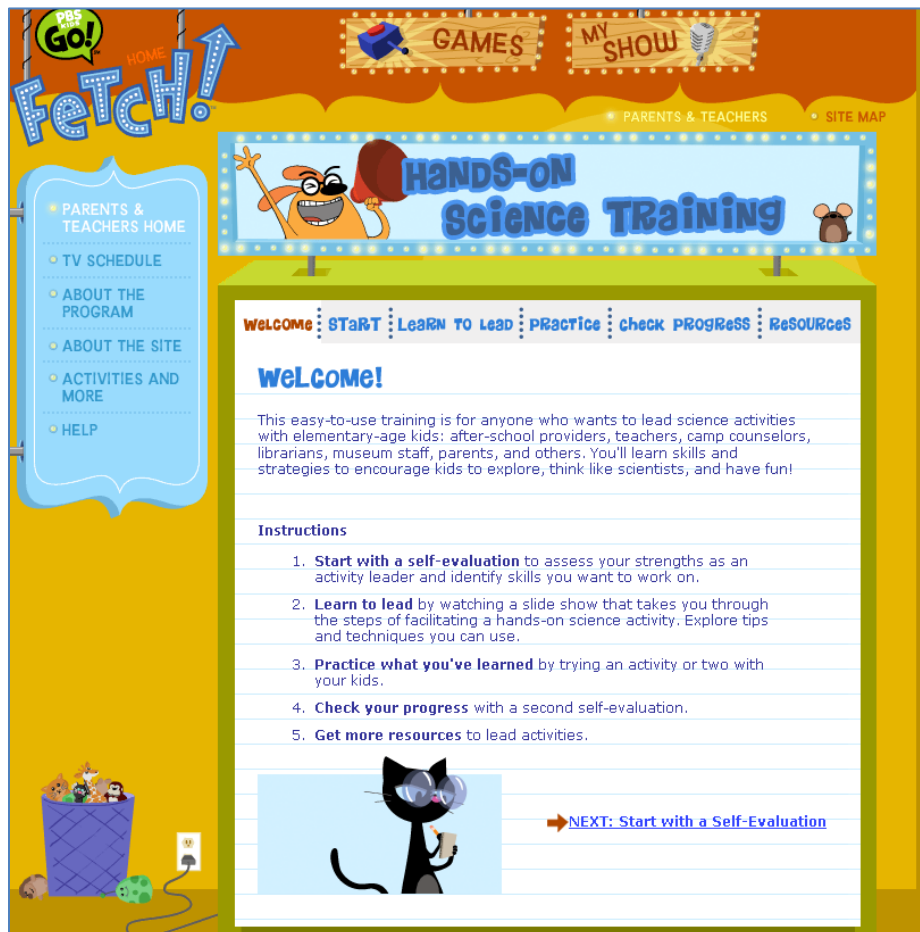 PBS KIDS
GO!
HOME
FeTCH!
GAMES
MY SHOW
PARENTS & TEACHERS
SITE MAP
HaNDS-ON
Science TRaiNiNg
PARENTS &
TEACHERS HOME
TV SCHEDULE
ABOUT THE
PROGRAM
ABOUT THE SITE
ACTIVITIES AND
MORE
HELP
WeLcome STaRT LeaRN TO LeaD PRacTice cHecK PROgReSS ReSOURceS
WeLcome!
This easy-to-use training is for anyone who wants to lead science activities
with elementary-age kids: after-school providers, teachers, camp counselors,
librarians, museum staff, parents, and others. You'll learn skills and
strategies to encourage kids to explore, think like scientists, and have fun!
Instructions
1. Start with a self-evaluation to assess your strengths as an
activity leader and identify skills you want to work on.
2. Learn to lead by watching a slide show that takes you through
the steps of facilitating a hands-on science activity. Explore tips
and techniques you can use.
3. Practice what you've learned by trying an activity or two with
your kids.
4. Check your progress with a second self-evaluation.
5. Get more resources to lead activities.
NEXT: Start with a Self-Evaluation